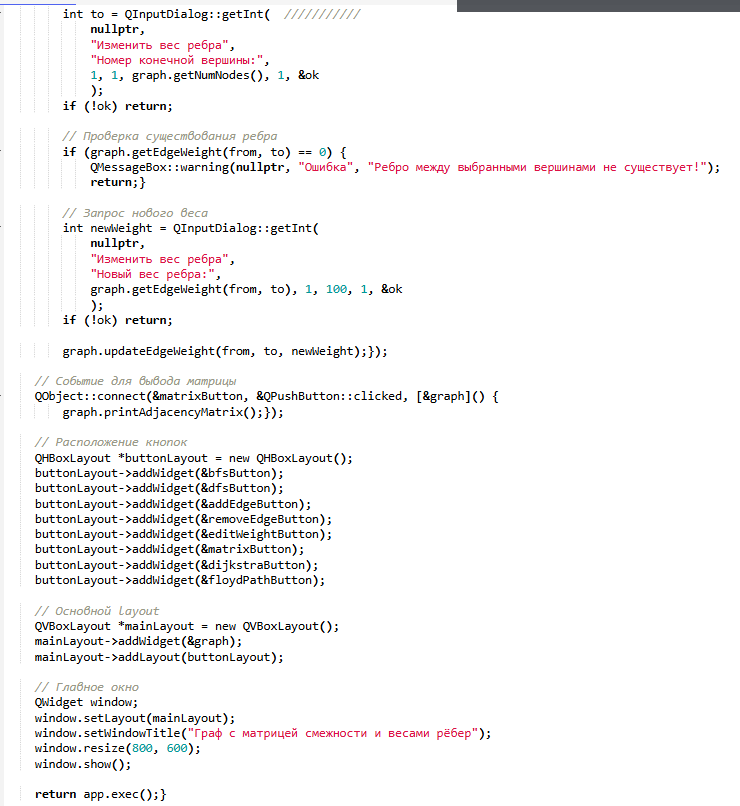 int to = QInputDialog::getInt(  ///////////
nullptr,
"Изменить вес ребра",
"Номер конечной вершины:",
1, 1, graph.getNumNodes(), 1, &ok
);
if (!ok) return;
// Проверка существования ребра
if (graph.getEdgeWeight(from, to) == 0) {
QMessageBox::warning(nullptr, "Ошибка", "Ребро между выбранными вершинами не существует!");
return;}
// Запрос нового веса
int newWeight = QInputDialog::getInt(
nullptr,
"Изменить вес ребра",
"Новый вес ребра:",
graph.getEdgeWeight(from, to), 1, 100, 1, &ok
);
if (!ok) return;
graph.updateEdgeWeight(from, to, newWeight);});
// Событие для вывода матрицы
QObject::connect(&matrixButton, &QPushButton::clicked, [&graph]() {
graph.printAdjacencyMatrix();});
// Расположение кнопок
QHBoxLayout *buttonLayout = new QHBoxLayout();
buttonLayout->addWidget(&bfsButton);
buttonLayout->addWidget(&dfsButton);
buttonLayout->addWidget(&addEdgeButton);
buttonLayout->addWidget(&removeEdgeButton);
buttonLayout->addWidget(&editWeightButton);
buttonLayout->addWidget(&matrixButton);
buttonLayout->addWidget(&dijkstraButton);
buttonLayout->addWidget(&floydPathButton);
// Основной layout
QVBoxLayout *mainLayout = new QVBoxLayout();
mainLayout->addWidget(&graph);
mainLayout->addLayout(buttonLayout);
// Главное окно
QWidget window;
window.setLayout(mainLayout);
window.setWindowTitle("Граф с матрицей смежности и весами рёбер");
window.resize(800, 600);
window.show();
return app.exec();}